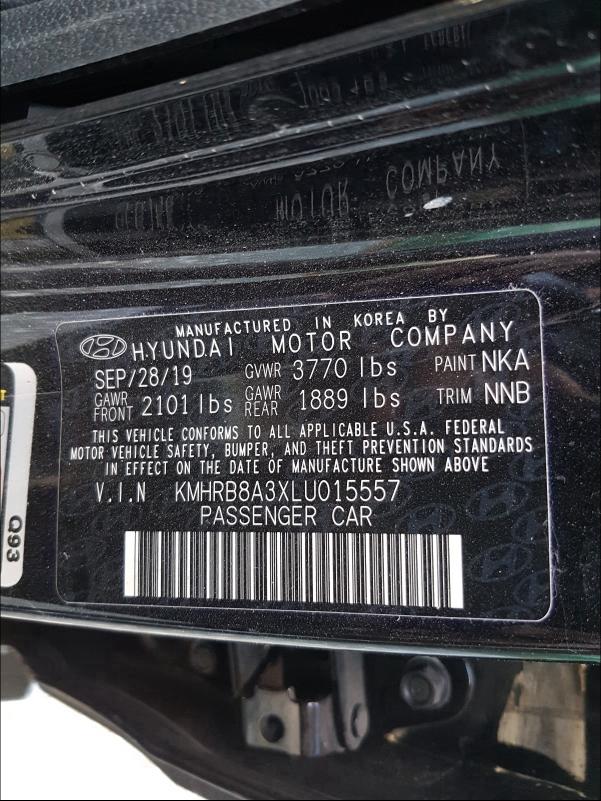 MANUFACTURED IN KOREA BY
HYUNDAI MOTOR COMPANY
SEP/28/19 GVWR 3770 lbs PAINT NKA
GAWR FRONT 2101 lbs GAWR REAR 1889 lbs TRIM NNB
THIS VEHICLE CONFORMS TO ALL APPLICABLE U.S.A. FEDERAL
MOTOR VEHICLE SAFETY, BUMPER, AND THEFT PREVENTION STANDARDS
IN EFFECT ON THE DATE OF MANUFACTURE SHOWN ABOVE
V.I.N KMHRB8A3XLU015557
PASSENGER CAR
Q93